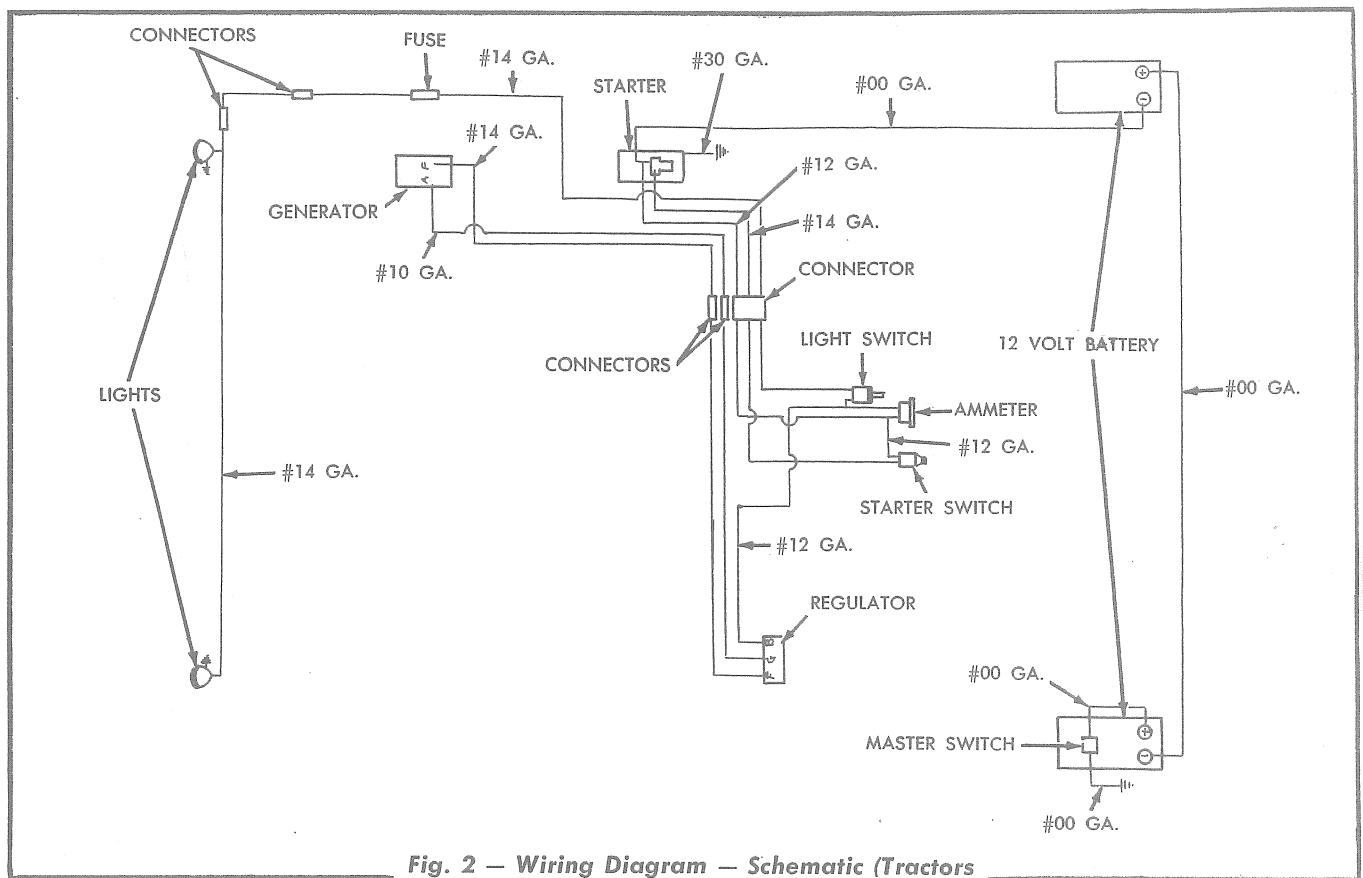 CONNECTORS
FUSE
#14 GA.
#30 GA.
STARTER
#00 GA.
#14 GA.
#12 GA.
GENERATOR
A F
#14 GA.
#10 GA.
CONNECTOR
LIGHT SWITCH
12 VOLT BATTERY
CONNECTORS
LIGHTS
#00 GA.
AMMETER
#12 GA.
#14 GA.
STARTER SWITCH
#12 GA.
REGULATOR
B
G
F
#00 GA.
MASTER SWITCH
#00 GA.
+
-
+
-
Fig. 2 — Wiring Diagram — Schematic (Tractors